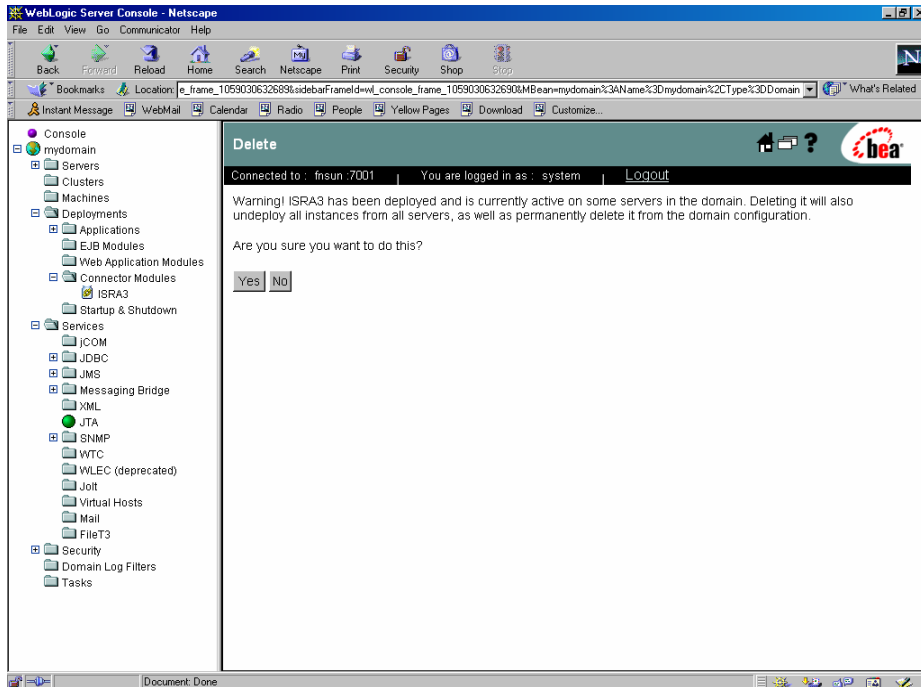 WebLogic Server Console - Netscape
File Edit View Go Communicator Help
Back Forward Reload Home Search Netscape Print Security Shop Stop
My
N
Bookmarks Location: e_frame_1059030632689&sidebarFrameId=wl_console_frame_1059030632690&MBean=mydomain%3AName%3Dmydomain%2CType%3DDomain What's Related
Instant Message WebMail Calendar Radio People Yellow Pages Download Customize...
Console
mydomain
Servers
Clusters
Machines
Deployments
Applications
EJB Modules
Web Application Modules
Connector Modules
ISRA3
Startup & Shutdown
Services
jCOM
JDBC
JMS
Messaging Bridge
XML
JTA
SNMP
WTC
WLEC (deprecated)
Jolt
Virtual Hosts
Mail
FileT3
Security
Domain Log Filters
Tasks
Delete
?
bea
Connected to : fnsun :7001 | You are logged in as : system | Logout
Warning! ISRA3 has been deployed and is currently active on some servers in the domain. Deleting it will also
undeploy all instances from all servers, as well as permanently delete it from the domain configuration.
Are you sure you want to do this?
Yes No
Document: Done